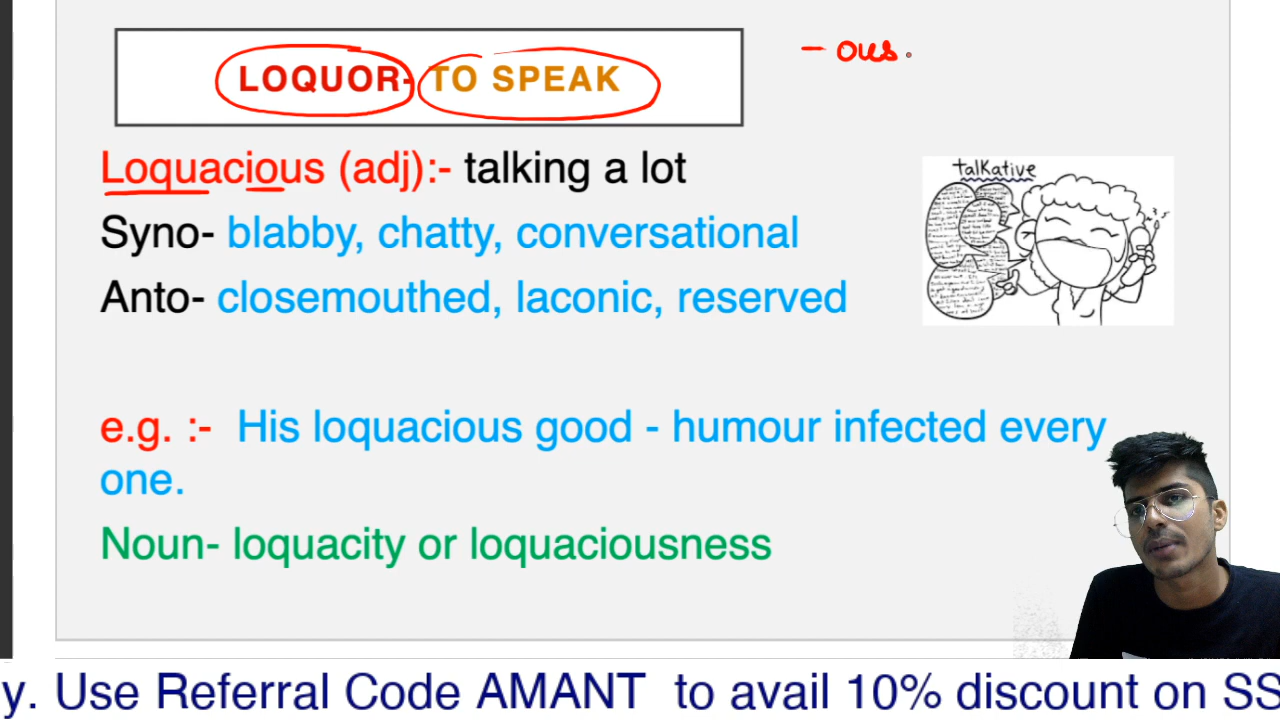 LOQUOR- TO SPEAK
- ous
Loquacious (adj):- talking a lot
talkative
Syno- blabby, chatty, conversational
Anto- closemouthed, laconic, reserved
e.g. :- His loquacious good - humour infected every
one.
Noun- loquacity or loquaciousness
y. Use Referral Code AMANT to avail 10% discount on SS